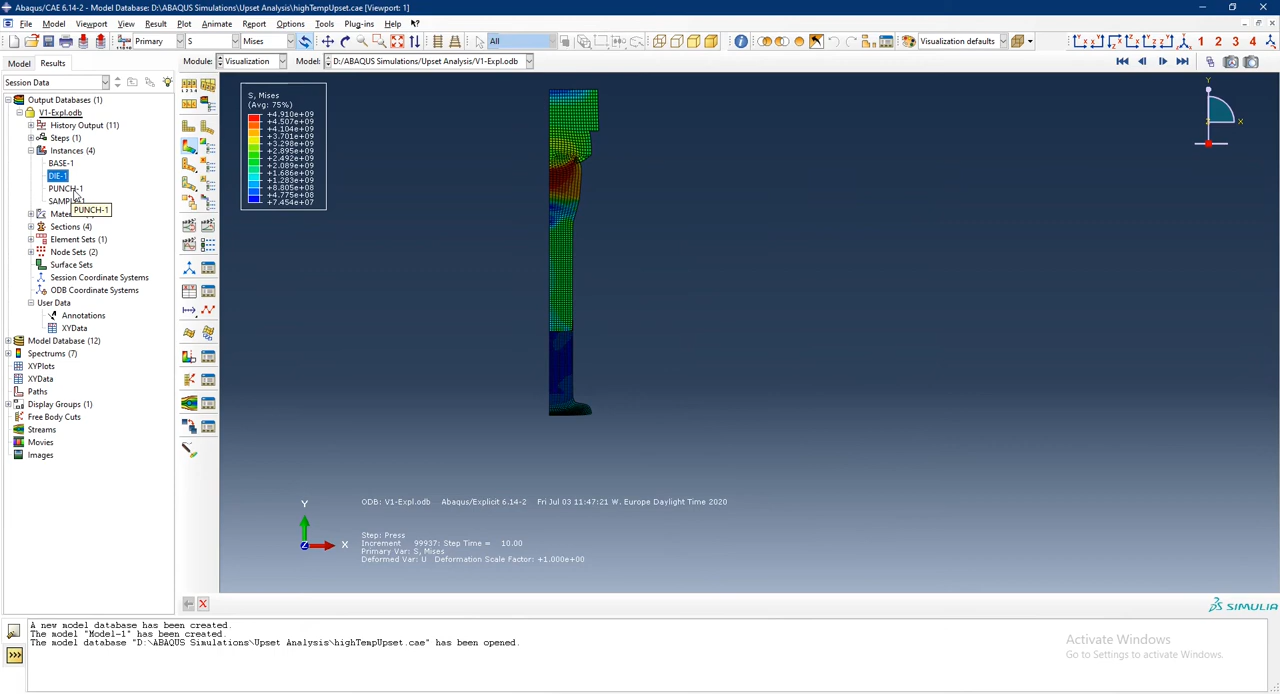 Abaqus/CAE 6.14-2 - Model Database: D:\ABAQUS Simulations\Upset Analysis\highTempUpset.cae [Viewport: 1]
File Model Viewport View Result Plot Animate Report Options Tools Plug-ins Help
Primary S Mises All Visualization defaults 1 2 3 4
Model Results Module: Visualization Model: D:/ABAQUS Simulations/Upset Analysis/V1-Expl.odb
Session Data
Output Databases (1)
V1-Expl.odb
History Output (11)
Steps (1)
Instances (4)
BASE-1
DIE-1
PUNCH-1
PUNCH-1
Sections (4)
Element Sets (1)
Node Sets (2)
Surface Sets
Session Coordinate Systems
ODB Coordinate Systems
User Data
Annotations
XYData
Model Database (12)
Spectrums (7)
XYPlots
XYData
Paths
Display Groups (1)
Free Body Cuts
Streams
Movies
Images
S, Mises
(Avg: 75%)
+4.910e+09
+4.507e+09
+4.104e+09
+3.701e+09
+3.298e+09
+2.895e+09
+2.492e+09
+2.089e+09
+1.686e+09
+1.283e+09
+8.805e+08
+4.775e+08
+7.454e+07
Y
X
Y
X
Z
ODB: V1-Expl.odb Abaqus/Explicit 6.14-2 Fri Jul 03 11:47:21 W. Europe Daylight Time 2020
Step: Press
Increment 99937: Step Time = 10.00
Primary Var: S, Mises
Deformed Var: U Deformation Scale Factor: +1.000e+00
SIMULIA
A new model database has been created.
The model "Model-1" has been created.
The model database "D:\ABAQUS Simulations\Upset Analysis\highTempUpset.cae" has been opened.
Activate Windows
Go to Settings to activate Windows.